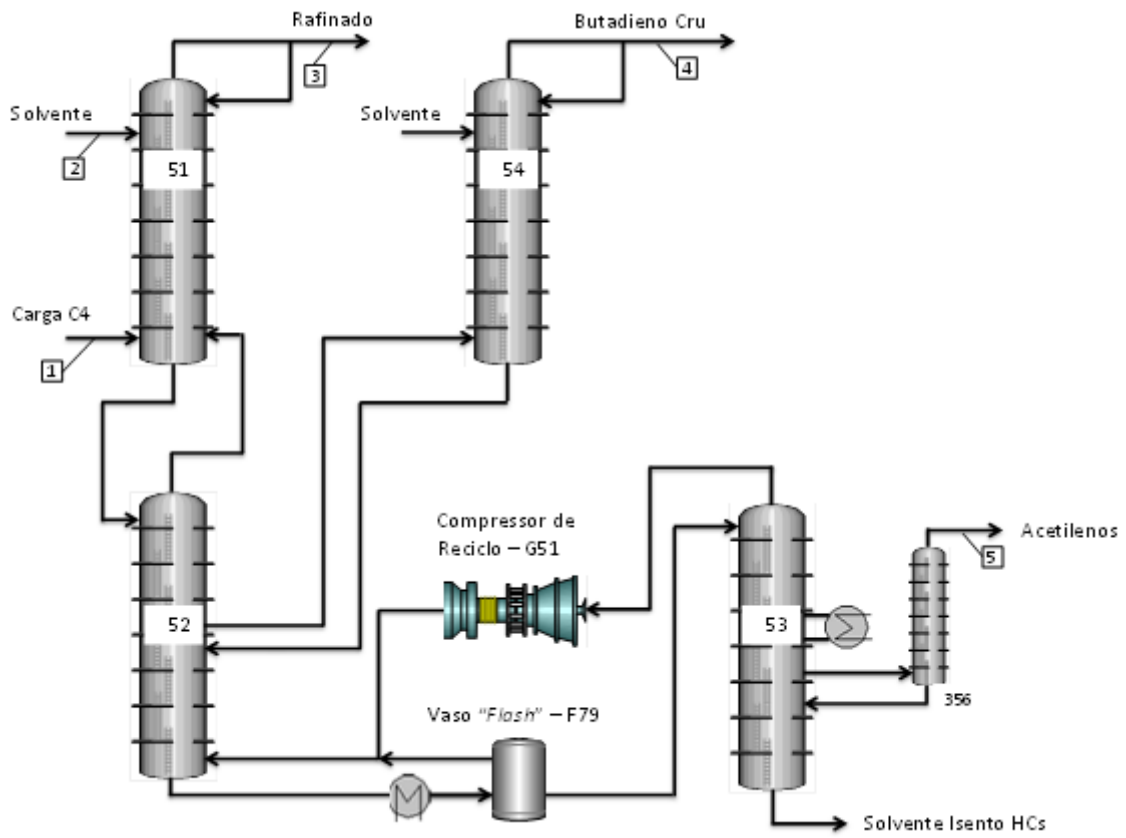 Rafinado
3
Butadieno Cru
4
Solvente
2
51
Solvente
54
Carga C4
1
Compressor de
Reciclo – G51
Acetilenos
5
52
53
356
Vaso "Flash" – F79
Solvente Isento HCs